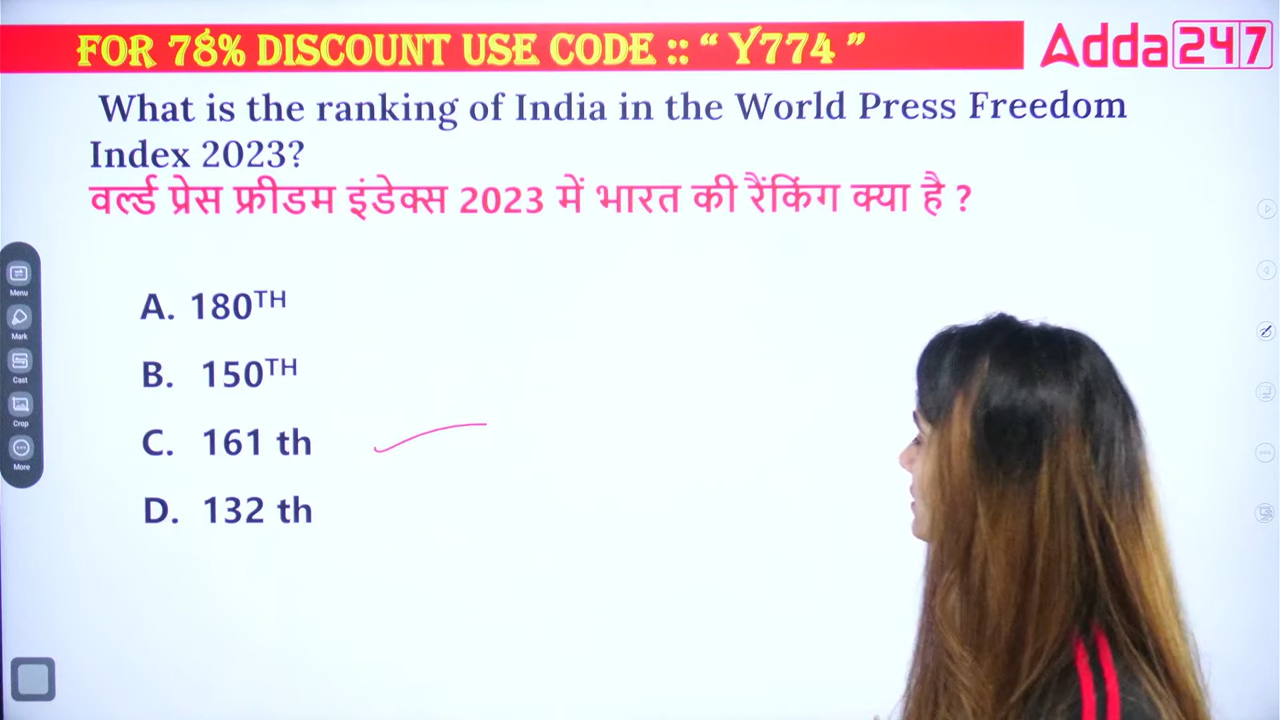 FOR 78% DISCOUNT USE CODE :: “ Y774 ”
Adda247
What is the ranking of India in the World Press Freedom
Index 2023?
वर्ल्ड प्रेस फ्रीडम इंडेक्स 2023 में भारत की रैंकिंग क्या है ?
A. 180TH
B. 150TH
C. 161 th
D. 132 th
Menu
Mark
Cast
Crop
More